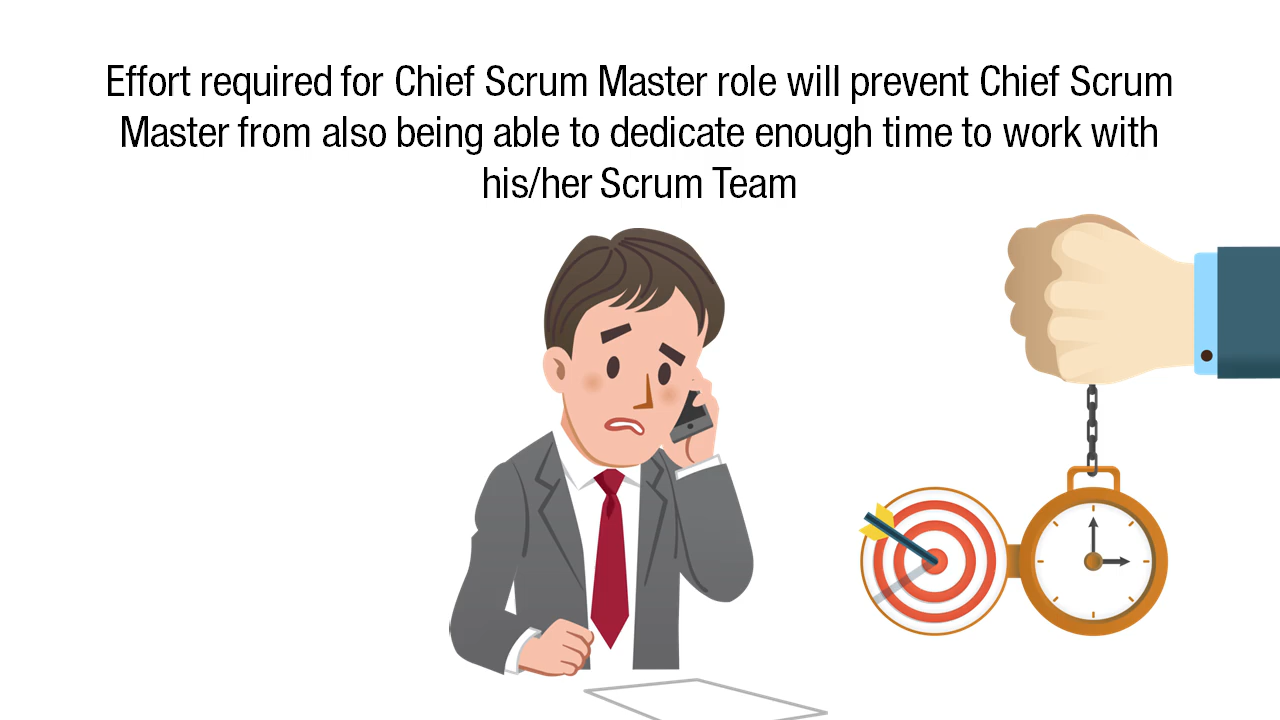 Effort required for Chief Scrum Master role will prevent Chief Scrum
Master from also being able to dedicate enough time to work with
his/her Scrum Team